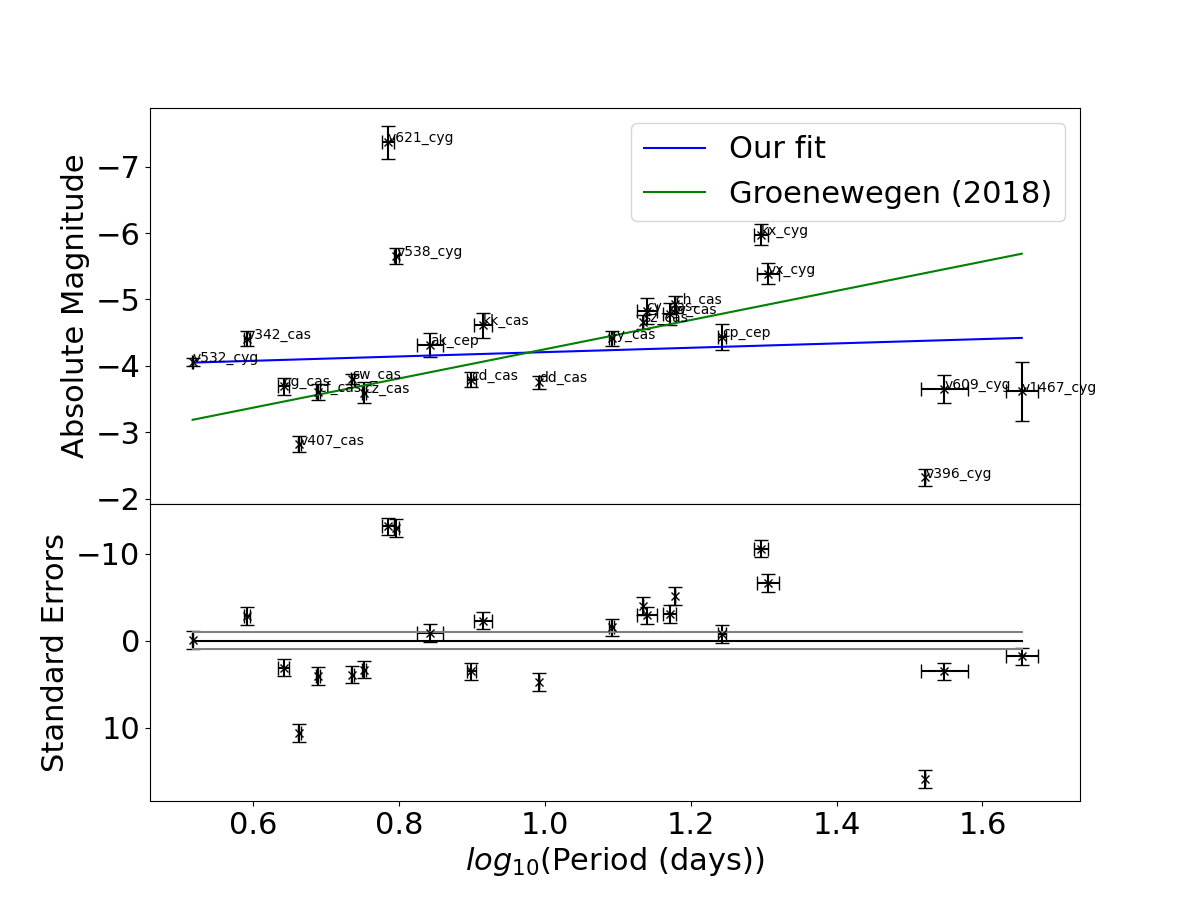 Our fit
Groenewegen (2018)
Absolute Magnitude
−7
−6
−5
−4
−3
−2
v621_cyg
v538_cyg
x_cyg
vx_cyg
ch_cas
v342_cas
kk_cas
ry_cas
cp_cep
v532_cyg
ak_cep
sw_cas
cd_cas
dd_cas
v609_cyg
v1467_cyg
v407_cas
v396_cyg
Standard Errors
−10
0
10
0.6
0.8
1.0
1.2
1.4
1.6
log10(Period (days))